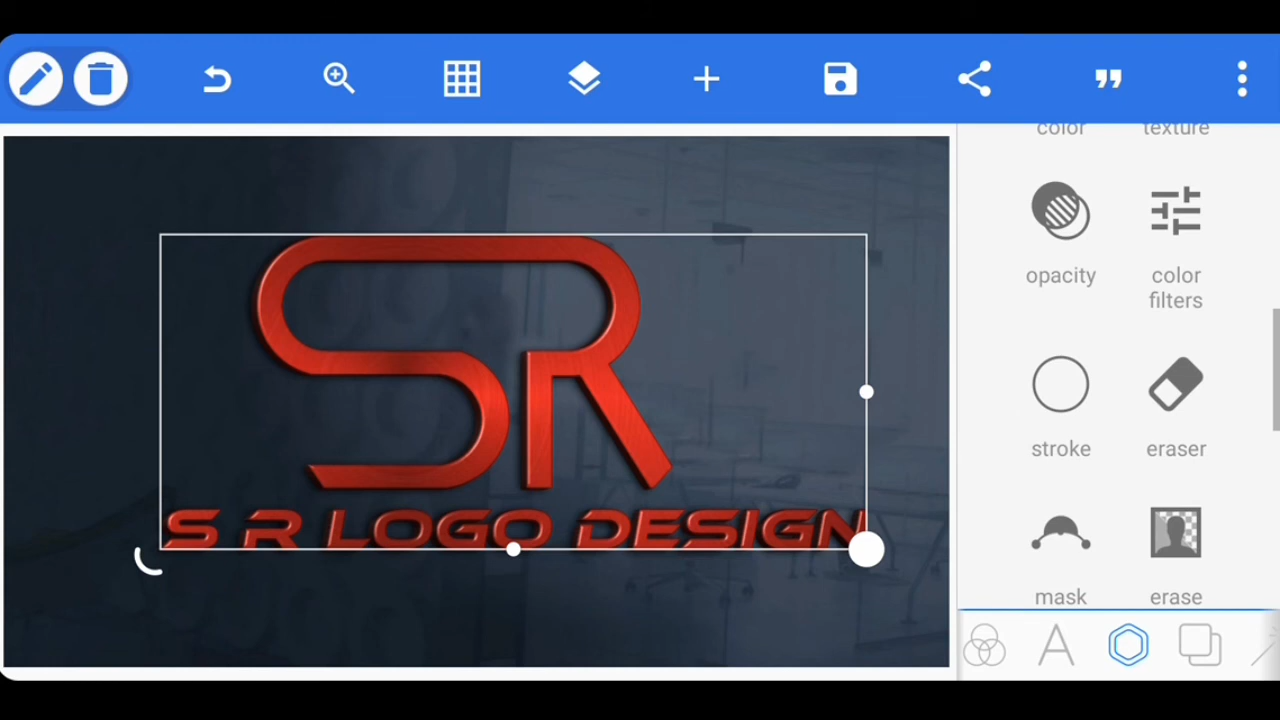 color texture
opacity color filters
stroke eraser
SR
S R LOGO DESIGN
mask erase